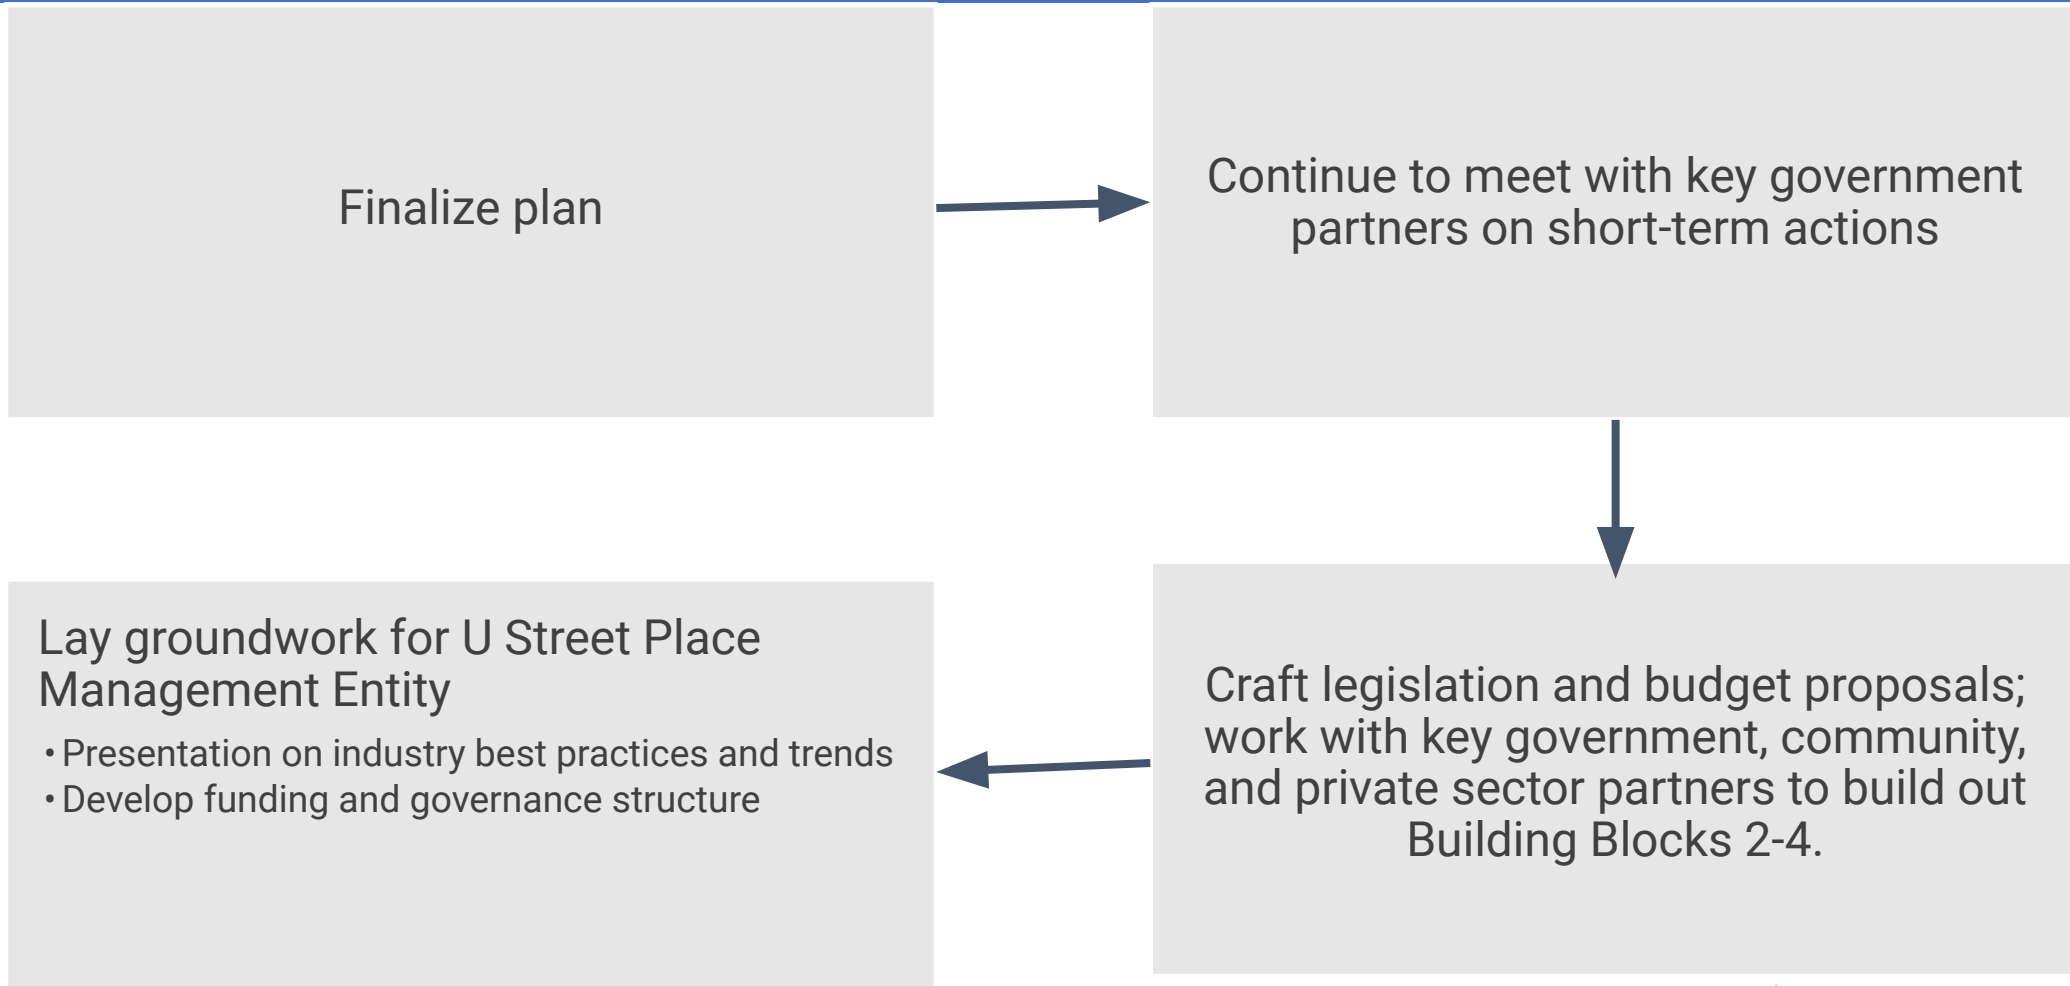 Finalize plan
Continue to meet with key government
partners on short-term actions
Craft legislation and budget proposals;
work with key government, community,
and private sector partners to build out
Building Blocks 2-4.
Lay groundwork for U Street Place
Management Entity
• Presentation on industry best practices and trends
• Develop funding and governance structure